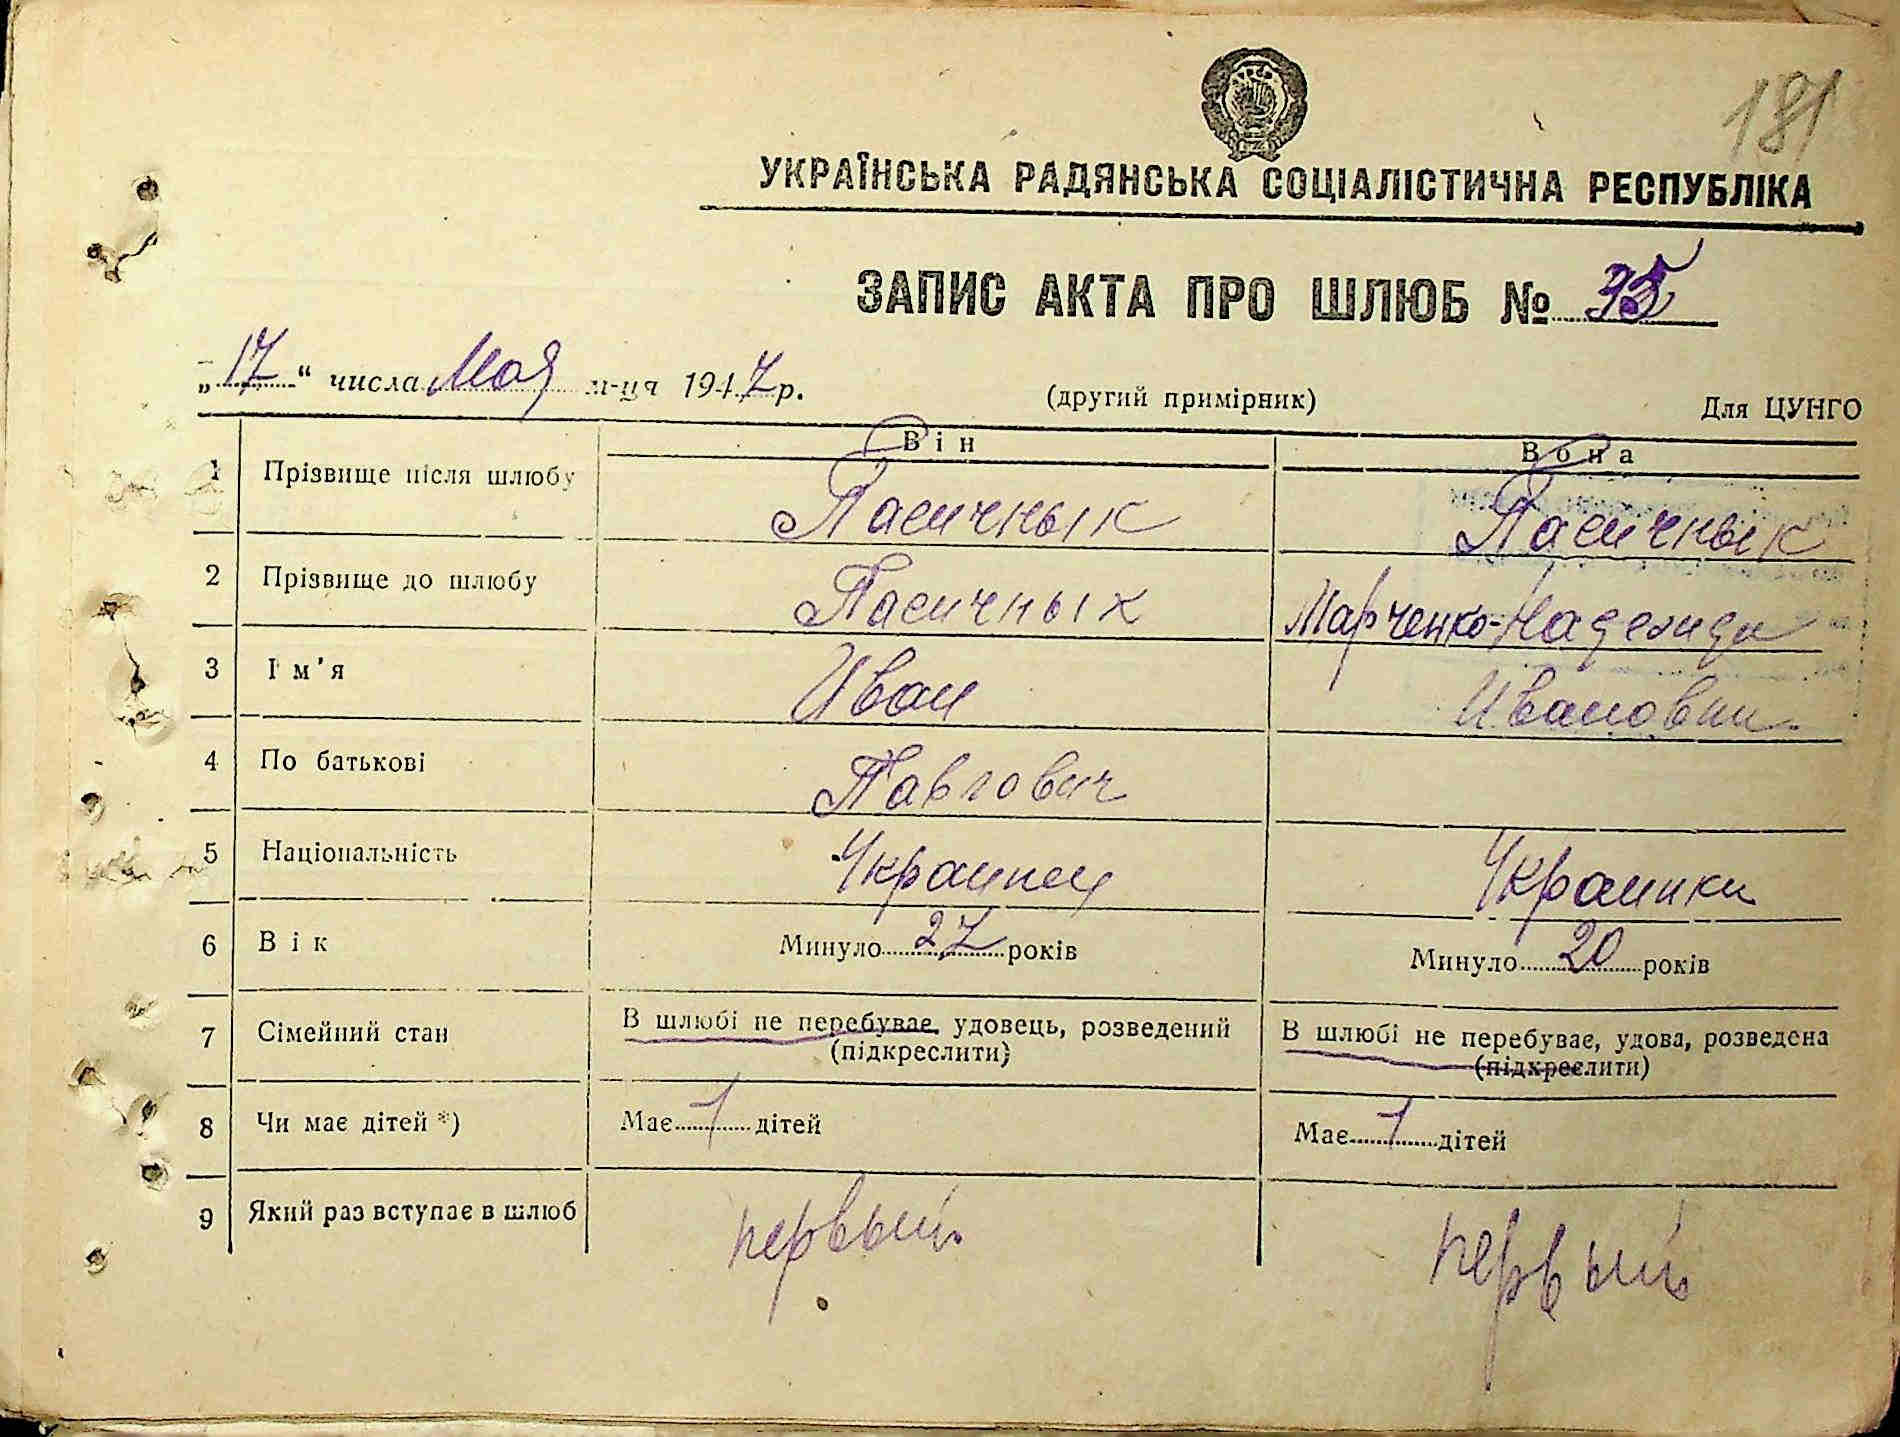 181
УКРАЇНСЬКА РАДЯНСЬКА СОЦІАЛІСТИЧНА РЕСПУБЛІКА
ЗАПИС АКТА ПРО ШЛЮБ № 35
„17“ числа Мая м-ця 1947 р. (другий примірник) Для ЦУНГО
Він Вона
1 Прізвище після шлюбу Пасичнык Пасичнык
2 Прізвище до шлюбу Пасичнык Марченко-Надежда
3 Ім'я Иван Ивановна
4 По батькові Павлович
5 Національність Украинец Украинка
6 Вік Минуло 27 років Минуло 20 років
7 Сімейний стан В шлюбі не перебуває, удовець, розведений В шлюбі не перебуває, удова, розведена
(підкреслити) (підкреслити)
8 Чи має дітей *) Має 1 дітей Має 1 дітей
9 Який раз вступає в шлюб первый первый